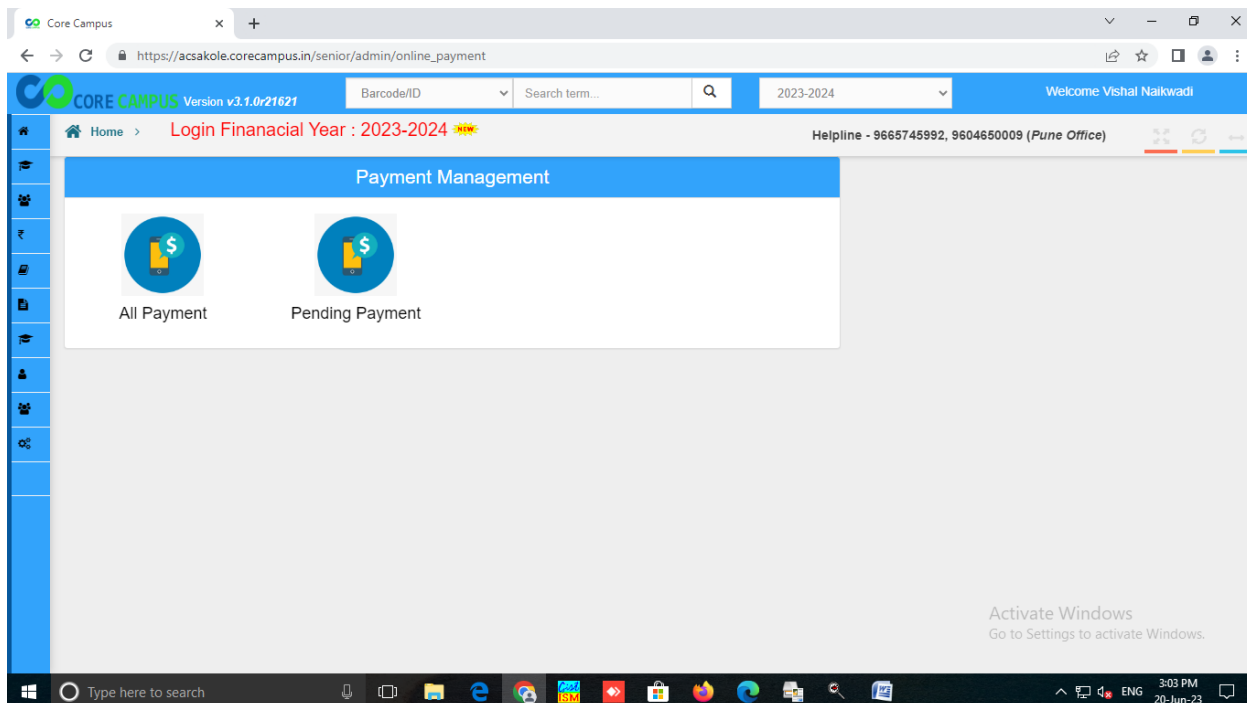 Core Campus
https://acsakole.corecampus.in/senior/admin/online_payment
CORE CAMPUS Version v3.1.0r21621
Barcode/ID
Search term...
2023-2024
Welcome Vishal Naikwadi
Home >
Login Finanacial Year : 2023-2024 NEW
Helpline - 9665745992, 9604650009 (Pune Office)
Payment Management
All Payment
Pending Payment
Activate Windows
Go to Settings to activate Windows.
Type here to search
Gist
ISM
ENG
3:03 PM
20-Jun-23